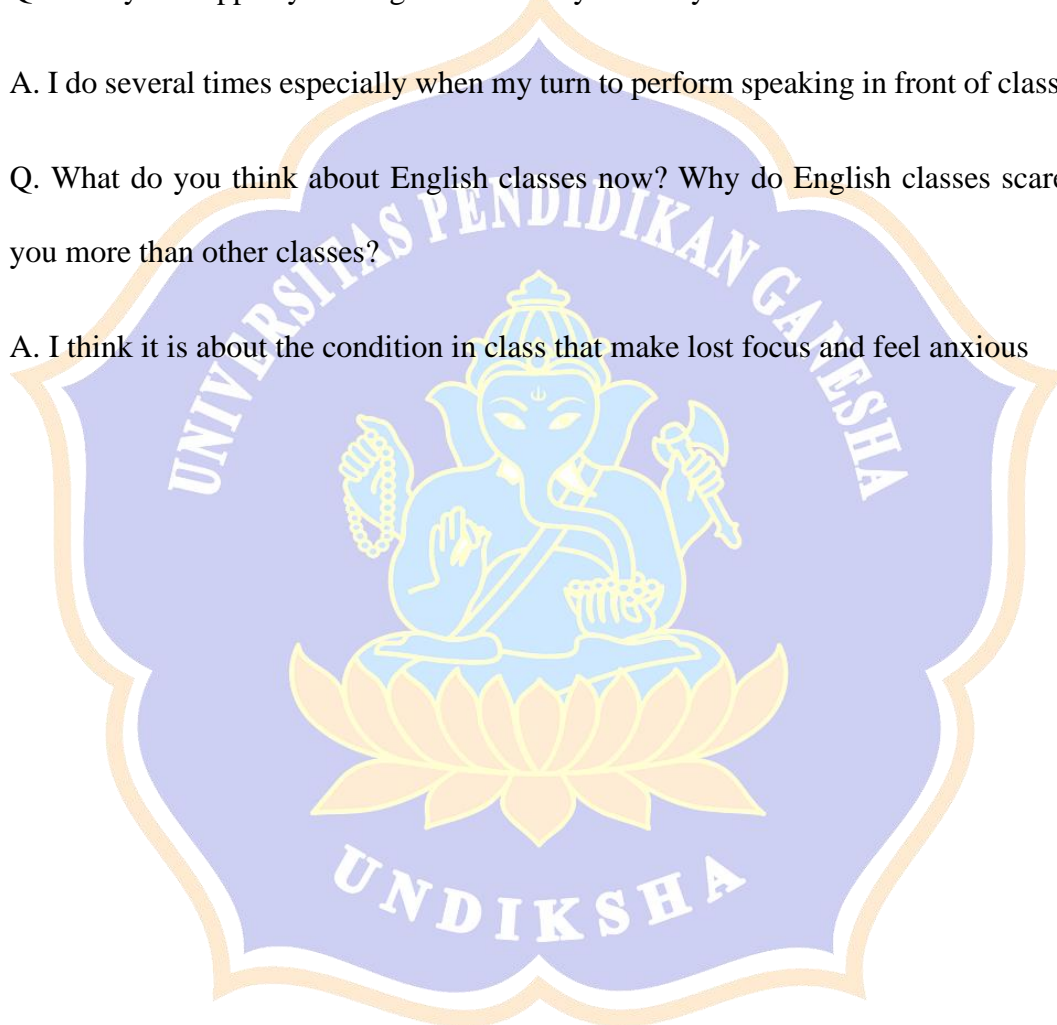 A. I do several times especially when my turn to perform speaking in front of class
Q. What do you think about English classes now? Why do English classes scare
you more than other classes?
A. I think it is about the condition in class that make lost focus and feel anxious
UNIVERSITAS PENDIDIKAN GANESHA
UNDIKSHA